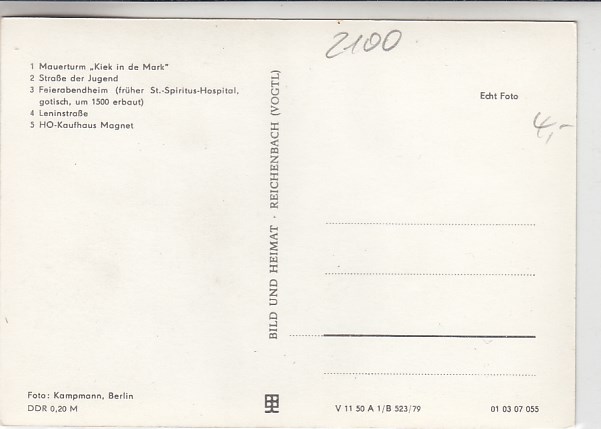 2100
1 Mauerturm „Kiek in de Mark"
2 Straße der Jugend
3 Feierabendheim (früher St.-Spiritus-Hospital,
gotisch, um 1500 erbaut)
4 Leninstraße
5 HO-Kaufhaus Magnet
BILD UND HEIMAT · REICHENBACH (VOGTL)
Echt Foto
4,-
Foto: Kampmann, Berlin
DDR 0,20 M
V 11 50 A 1/B 523/79
01 03 07 055